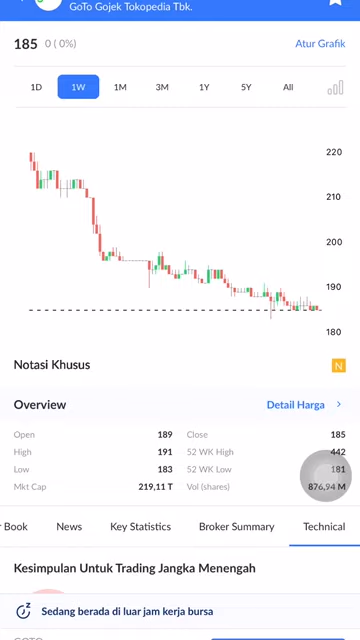 GoTo Gojek Tokopedia Tbk.
185 0 ( 0%) Atur Grafik
1D 1W 1M 3M 1Y 5Y All
220
210
200
190
180
Notasi Khusus N
Overview Detail Harga >
Open 189 Close 185
High 191 52 WK High 442
Low 183 52 WK Low 181
Mkt Cap 219,11 T Vol (shares) 876,94 M
r Book News Key Statistics Broker Summary Technical
Kesimpulan Untuk Trading Jangka Menengah
Sedang berada di luar jam kerja bursa
GOTO